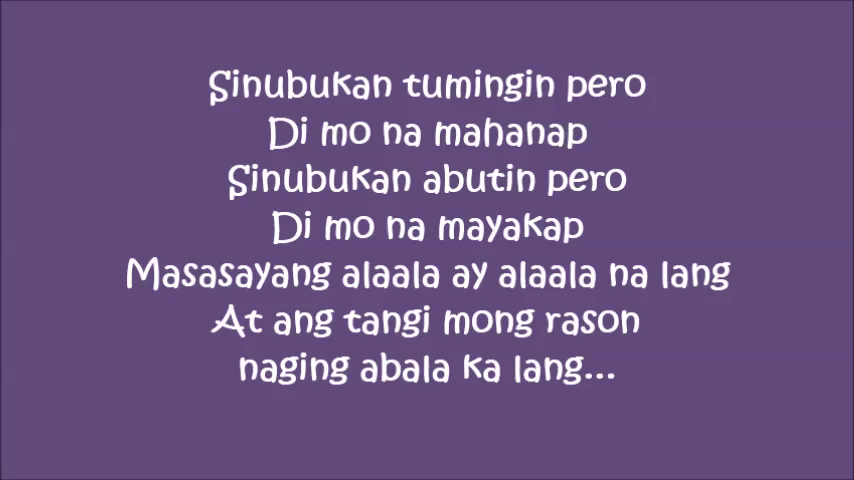 Sinubukan tumingin pero
Di mo na mahanap
Sinubukan abutin pero
Di mo na mayakap
Masasayang alaala ay alaala na lang
At ang tangi mong rason
naging abala ka lang...